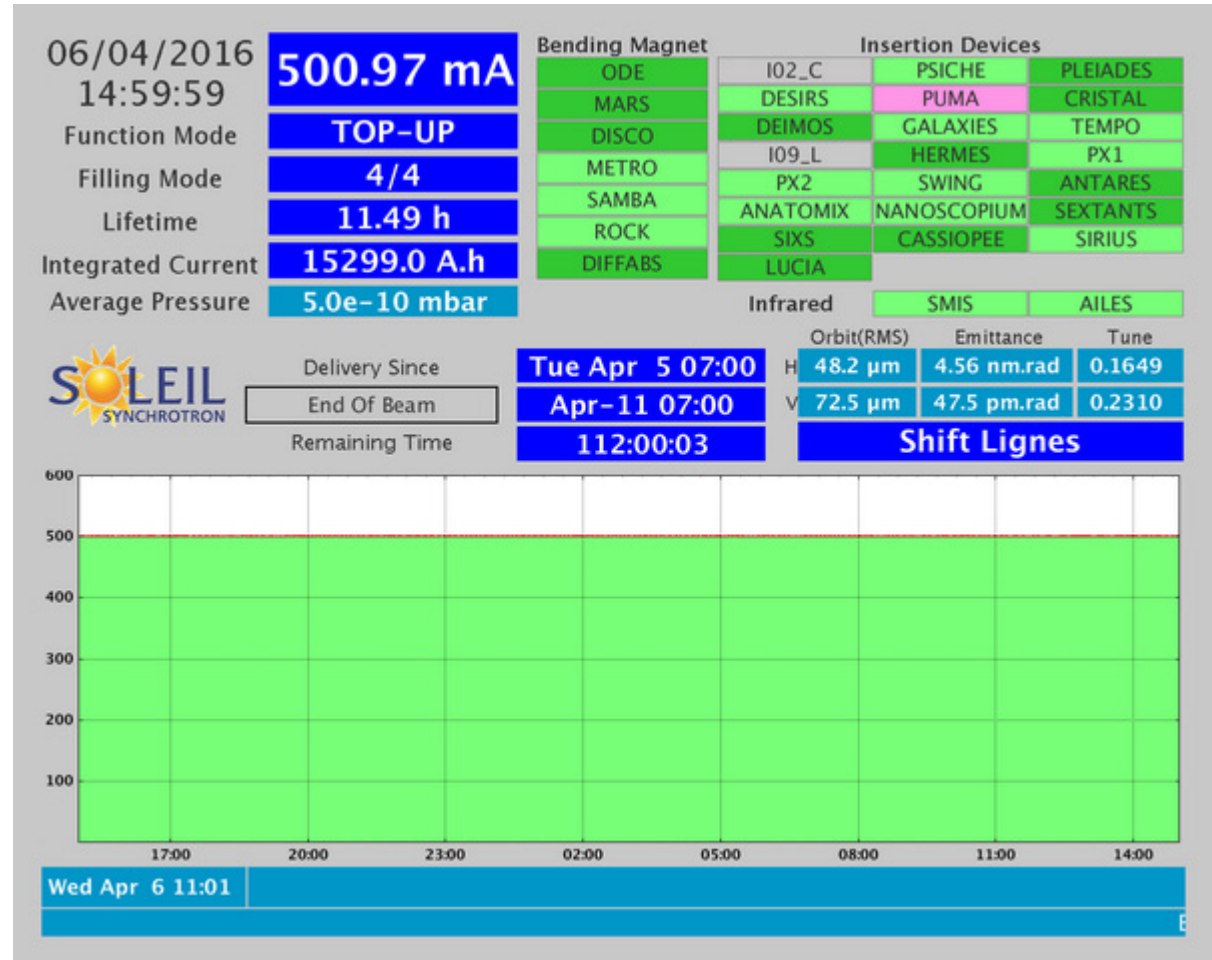 06/04/2016
14:59:59
500.97 mA
Function Mode TOP-UP
Filling Mode 4/4
Lifetime 11.49 h
Integrated Current 15299.0 A.h
Average Pressure 5.0e-10 mbar
Bending Magnet
ODE
MARS
DISCO
METRO
SAMBA
ROCK
DIFFABS
Insertion Devices
I02_C PSICHE PLEIADES
DESIRS PUMA CRISTAL
DEIMOS GALAXIES TEMPO
I09_L HERMES PX1
PX2 SWING ANTARES
ANATOMIX NANOSCOPIUM SEXTANTS
SIXS CASSIOPEE SIRIUS
LUCIA
Infrared SMIS AILES
SOLEIL
SYNCHROTRON
Delivery Since Tue Apr 5 07:00
End Of Beam Apr-11 07:00
Remaining Time 112:00:03
Orbit(RMS) Emittance Tune
H 48.2 µm 4.56 nm.rad 0.1649
V 72.5 µm 47.5 pm.rad 0.2310
Shift Lignes
600
500
400
300
200
100
17:00 20:00 23:00 02:00 05:00 08:00 11:00 14:00
Wed Apr 6 11:01